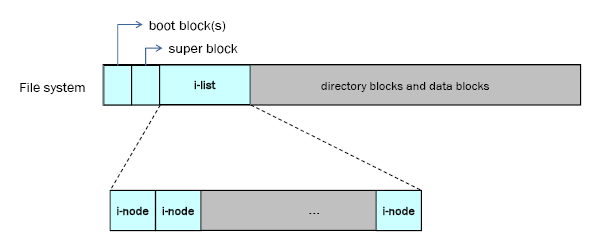 boot block(s)
super block
File system
i-list
directory blocks and data blocks
i-node
i-node
...
i-node